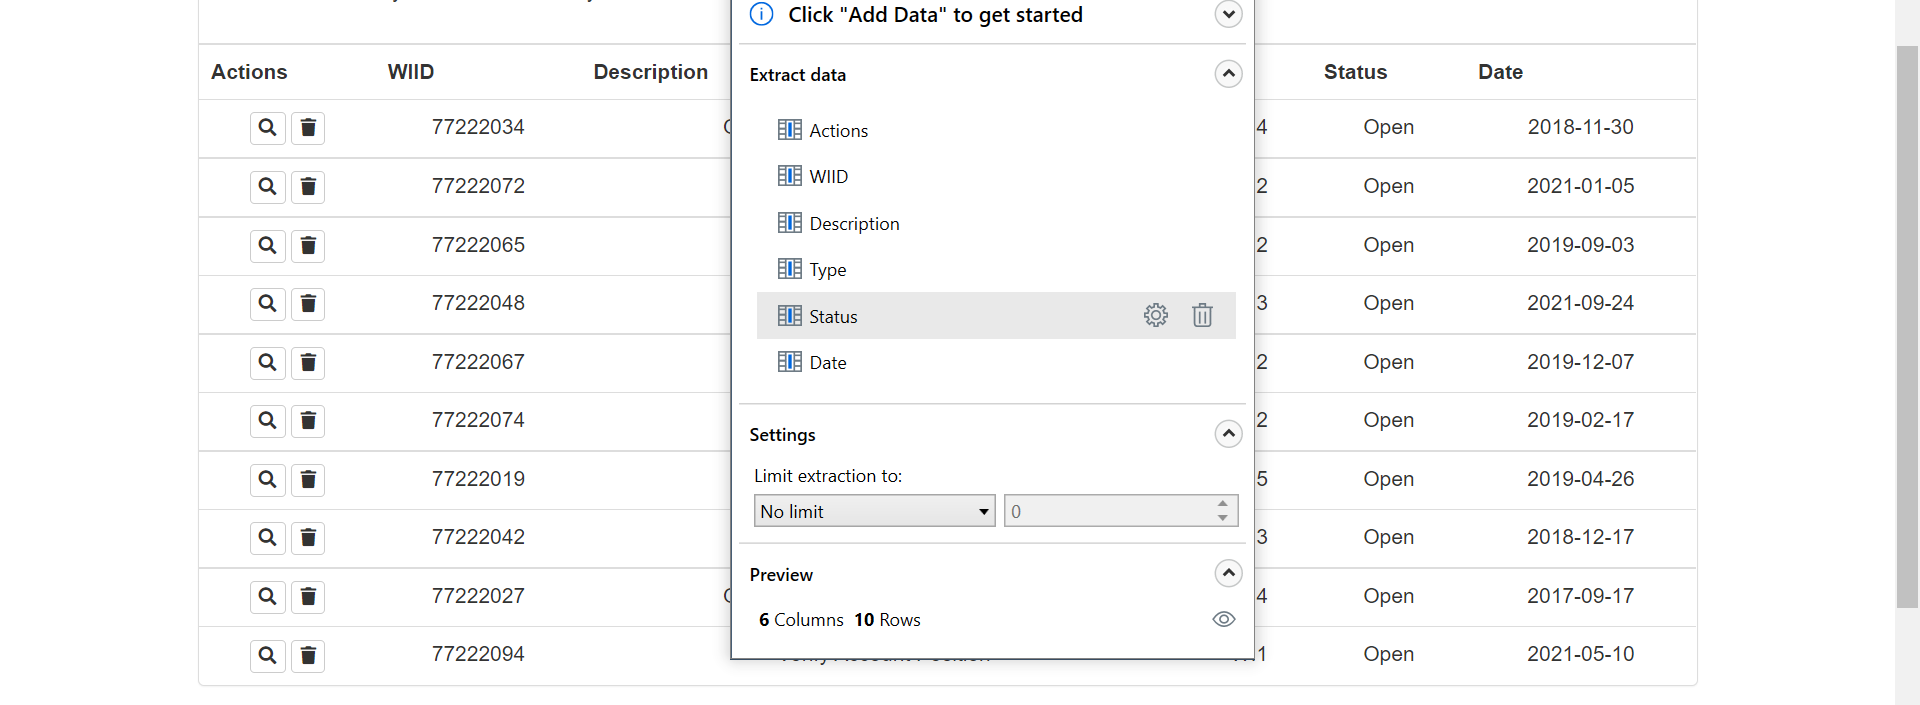 Click "Add Data" to get started
Actions WIID Description Status Date
Extract data
Actions
WIID
Description
Type
Status
Date
Settings
Limit extraction to:
No limit 0
Preview
6 Columns 10 Rows
77222034 4 Open 2018-11-30
77222072 2 Open 2021-01-05
77222065 2 Open 2019-09-03
77222048 3 Open 2021-09-24
77222067 2 Open 2019-12-07
77222074 2 Open 2019-02-17
77222019 5 Open 2019-04-26
77222042 3 Open 2018-12-17
77222027 4 Open 2017-09-17
77222094 1 Open 2021-05-10